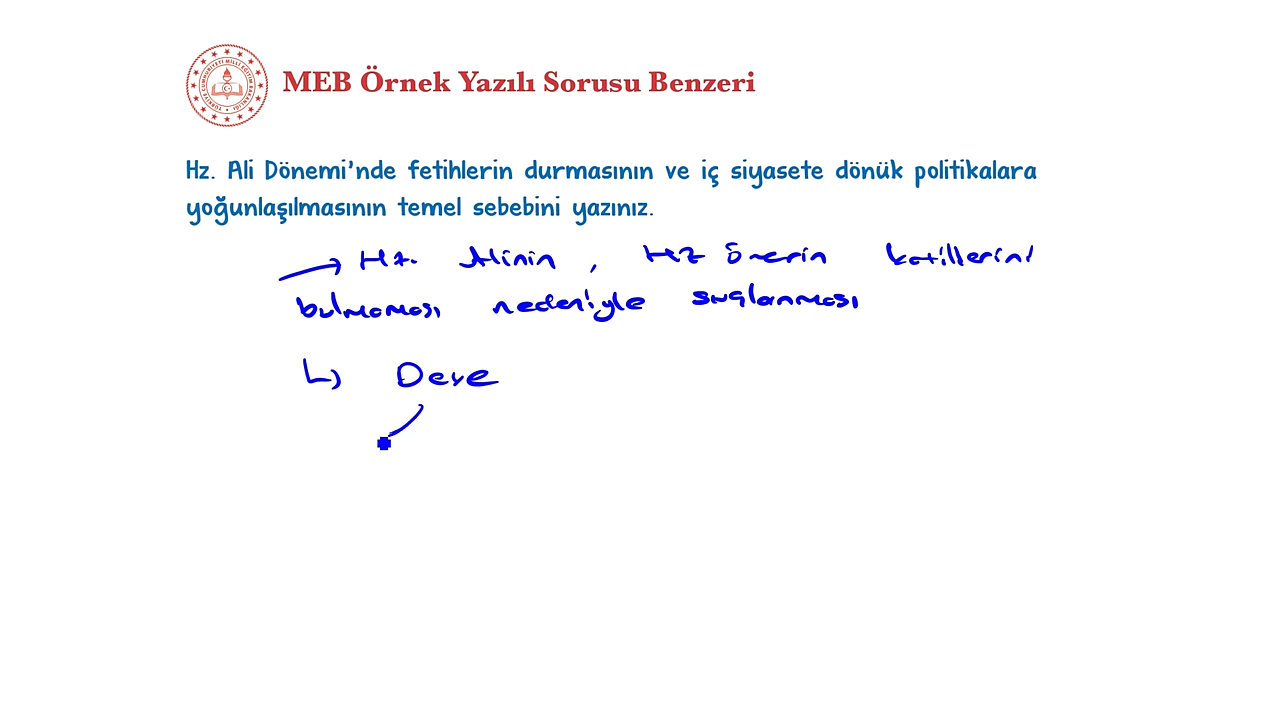 MEB Örnek Yazılı Sorusu Benzeri
Hz. Ali Dönemi'nde fetihlerin durmasının ve iç siyasete dönük politikalara
yoğunlaşılmasının temel sebebini yazınız.
→ Hz. Alinin, HZ Ömerin katillerini
bulmaması nedeniyle suçlanması
↳ Deve